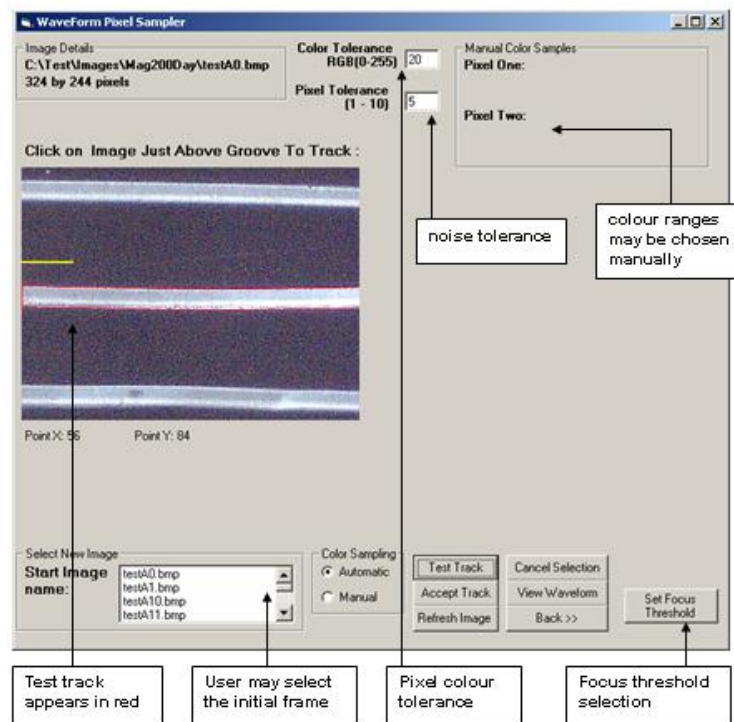 WaveForm Pixel Sampler
Image Details
C:\Test\Images\Mag200Day\testA0.bmp
324 by 244 pixels
Color Tolerance
RGB(0-255)
20
Pixel Tolerance
(1 - 10)
5
Manual Color Samples
Pixel One:
Pixel Two:
Click on Image Just Above Groove To Track :
noise tolerance
colour ranges
may be chosen
manually
Point X: 56
Point Y: 84
Select New Image
Start Image
name:
testA0.bmp
testA1.bmp
testA10.bmp
testA11.bmp
Color Sampling
Automatic
Manual
Test Track
Cancel Selection
Accept Track
View Waveform
Refresh Image
Back >>
Set Focus
Threshold
Test track
appears in red
User may select
the initial frame
Pixel colour
tolerance
Focus threshold
selection